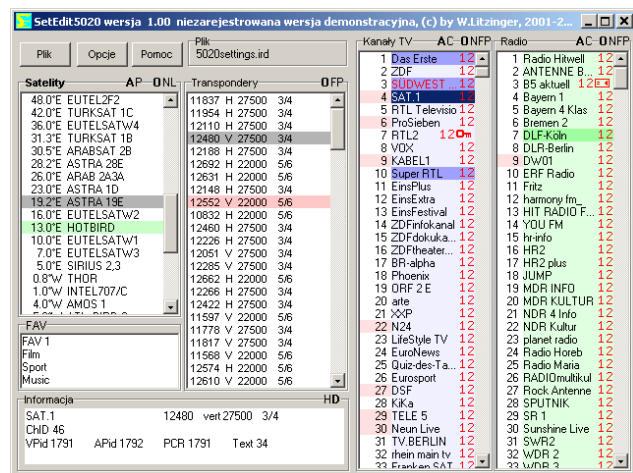 SetEdit5020 wersja 1.00 niezarejestrowana wersja demonstracyjna, (c) by W.Litzinger, 2001-2...
Plik Opcje Pomoc
Plik
5020settings.ird
Satelity AP ONL
48.0°E EUTEL2F2
42.0°E TURKSAT 1C
36.0°E EUTELSATW4
31.3°E TURKSAT 1B
30.5°E ARABSAT 2B
28.2°E ASTRA 28E
26.0°E ARAB 2A3A
23.0°E ASTRA 1D
19.2°E ASTRA 19E
16.0°E EUTELSATW2
13.0°E HOTBIRD
10.0°E EUTELSATW1
7.0°E EUTELSATW3
5.0°E SIRIUS 2,3
0.8°W THOR
1.0°W INTEL707/C
4.0°W AMOS 1
FAV
FAV 1
Film
Sport
Music
Transpondery OFP
11837 H 27500 3/4
11954 H 27500 3/4
12110 H 27500 3/4
12480 V 27500 3/4
12188 H 27500 3/4
12692 H 22000 5/6
12631 H 22000 5/6
12148 H 27500 3/4
12552 V 22000 5/6
10832 H 22000 5/6
12460 H 27500 3/4
12226 H 27500 3/4
12051 V 27500 3/4
12285 V 27500 3/4
12662 H 22000 5/6
12266 H 27500 3/4
12422 H 27500 3/4
11597 V 22000 5/6
11778 V 27500 3/4
11817 V 27500 3/4
11568 V 22000 5/6
12574 H 22000 5/6
12610 V 22000 5/6
Informacja HD
SAT.1 12480 vert 27500 3/4
ChID 46
VPid 1791 APid 1792 PCR 1791 Text 34
Kanały TV AC-ONFP
1 Das Erste 12
2 ZDF 12
3 SÜDWEST ... 12
4 SAT.1 12
5 RTL Televisio 12
6 ProSieben 12
7 RTL2 12
8 VOX 12
9 KABEL1 12
10 Super RTL 12
11 EinsPlus 12
12 EinsExtra 12
13 EinsFestival 12
14 ZDFinfokanal 12
15 ZDFdokuka... 12
16 ZDFtheater... 12
17 BR-alpha 12
18 Phoenix 12
19 ORF 2 E 12
20 arte 12
21 XXP 12
22 N24 12
23 LifeStyle TV 12
24 EuroNews 12
25 Quiz-des-Ta... 12
26 Eurosport 12
27 DSF 12
28 KiKa 12
29 TELE 5 12
30 Neun Live 12
31 TV.BERLIN 12
32 rhein main tv 12
33 Franken SAT 12
Radio AC ONFP
1 Radio Hitwell 12
2 ANTENNE B... 12
3 B5 aktuell 12
4 Bayern 1 12
5 Bayern 4 Klas 12
6 Bremen 2 12
7 DLF-Köln 12
8 DLR-Berlin 12
9 DW01 12
10 ERF Radio 12
11 Fritz 12
12 harmony fm_ 12
13 HIT RADIO F... 12
14 YOU FM 12
15 hr-info 12
16 HR2 12
17 HR2 plus 12
18 JUMP 12
19 MDR INFO 12
20 MDR KULTUR 12
21 NDR 4 Info 12
22 NDR Kultur 12
23 planet radio 12
24 Radio Horeb 12
25 Radio Maria 12
26 RADIOmultikul 12
27 Rock Antenne 12
28 SPUTNIK 12
29 SR 1 12
30 Sunshine Live 12
31 SWR2 12
32 WDR 2 12
33 WDR 3 12